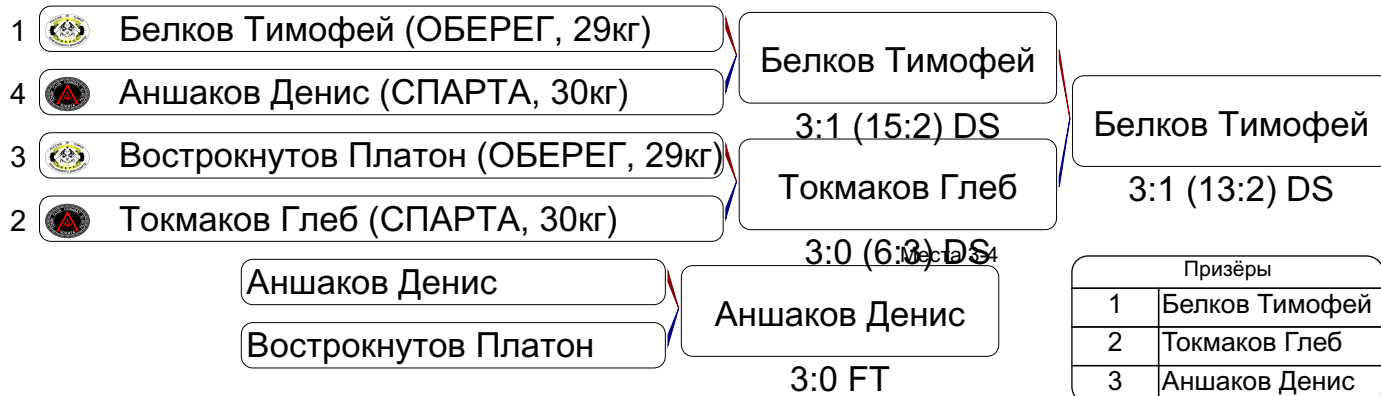 1 Белков Тимофей (ОБЕРЕГ, 29кг)
4 Аншаков Денис (СПАРТА, 30кг)
Белков Тимофей
3:1 (15:2) DS
3 Вострокнутов Платон (ОБЕРЕГ, 29кг)
2 Токмаков Глеб (СПАРТА, 30кг)
Токмаков Глеб
3:0 (6:3) DS
Белков Тимофей
3:1 (13:2) DS
Места 3-4
Аншаков Денис
Вострокнутов Платон
Аншаков Денис
3:0 FT
Призёры
1 Белков Тимофей
2 Токмаков Глеб
3 Аншаков Денис